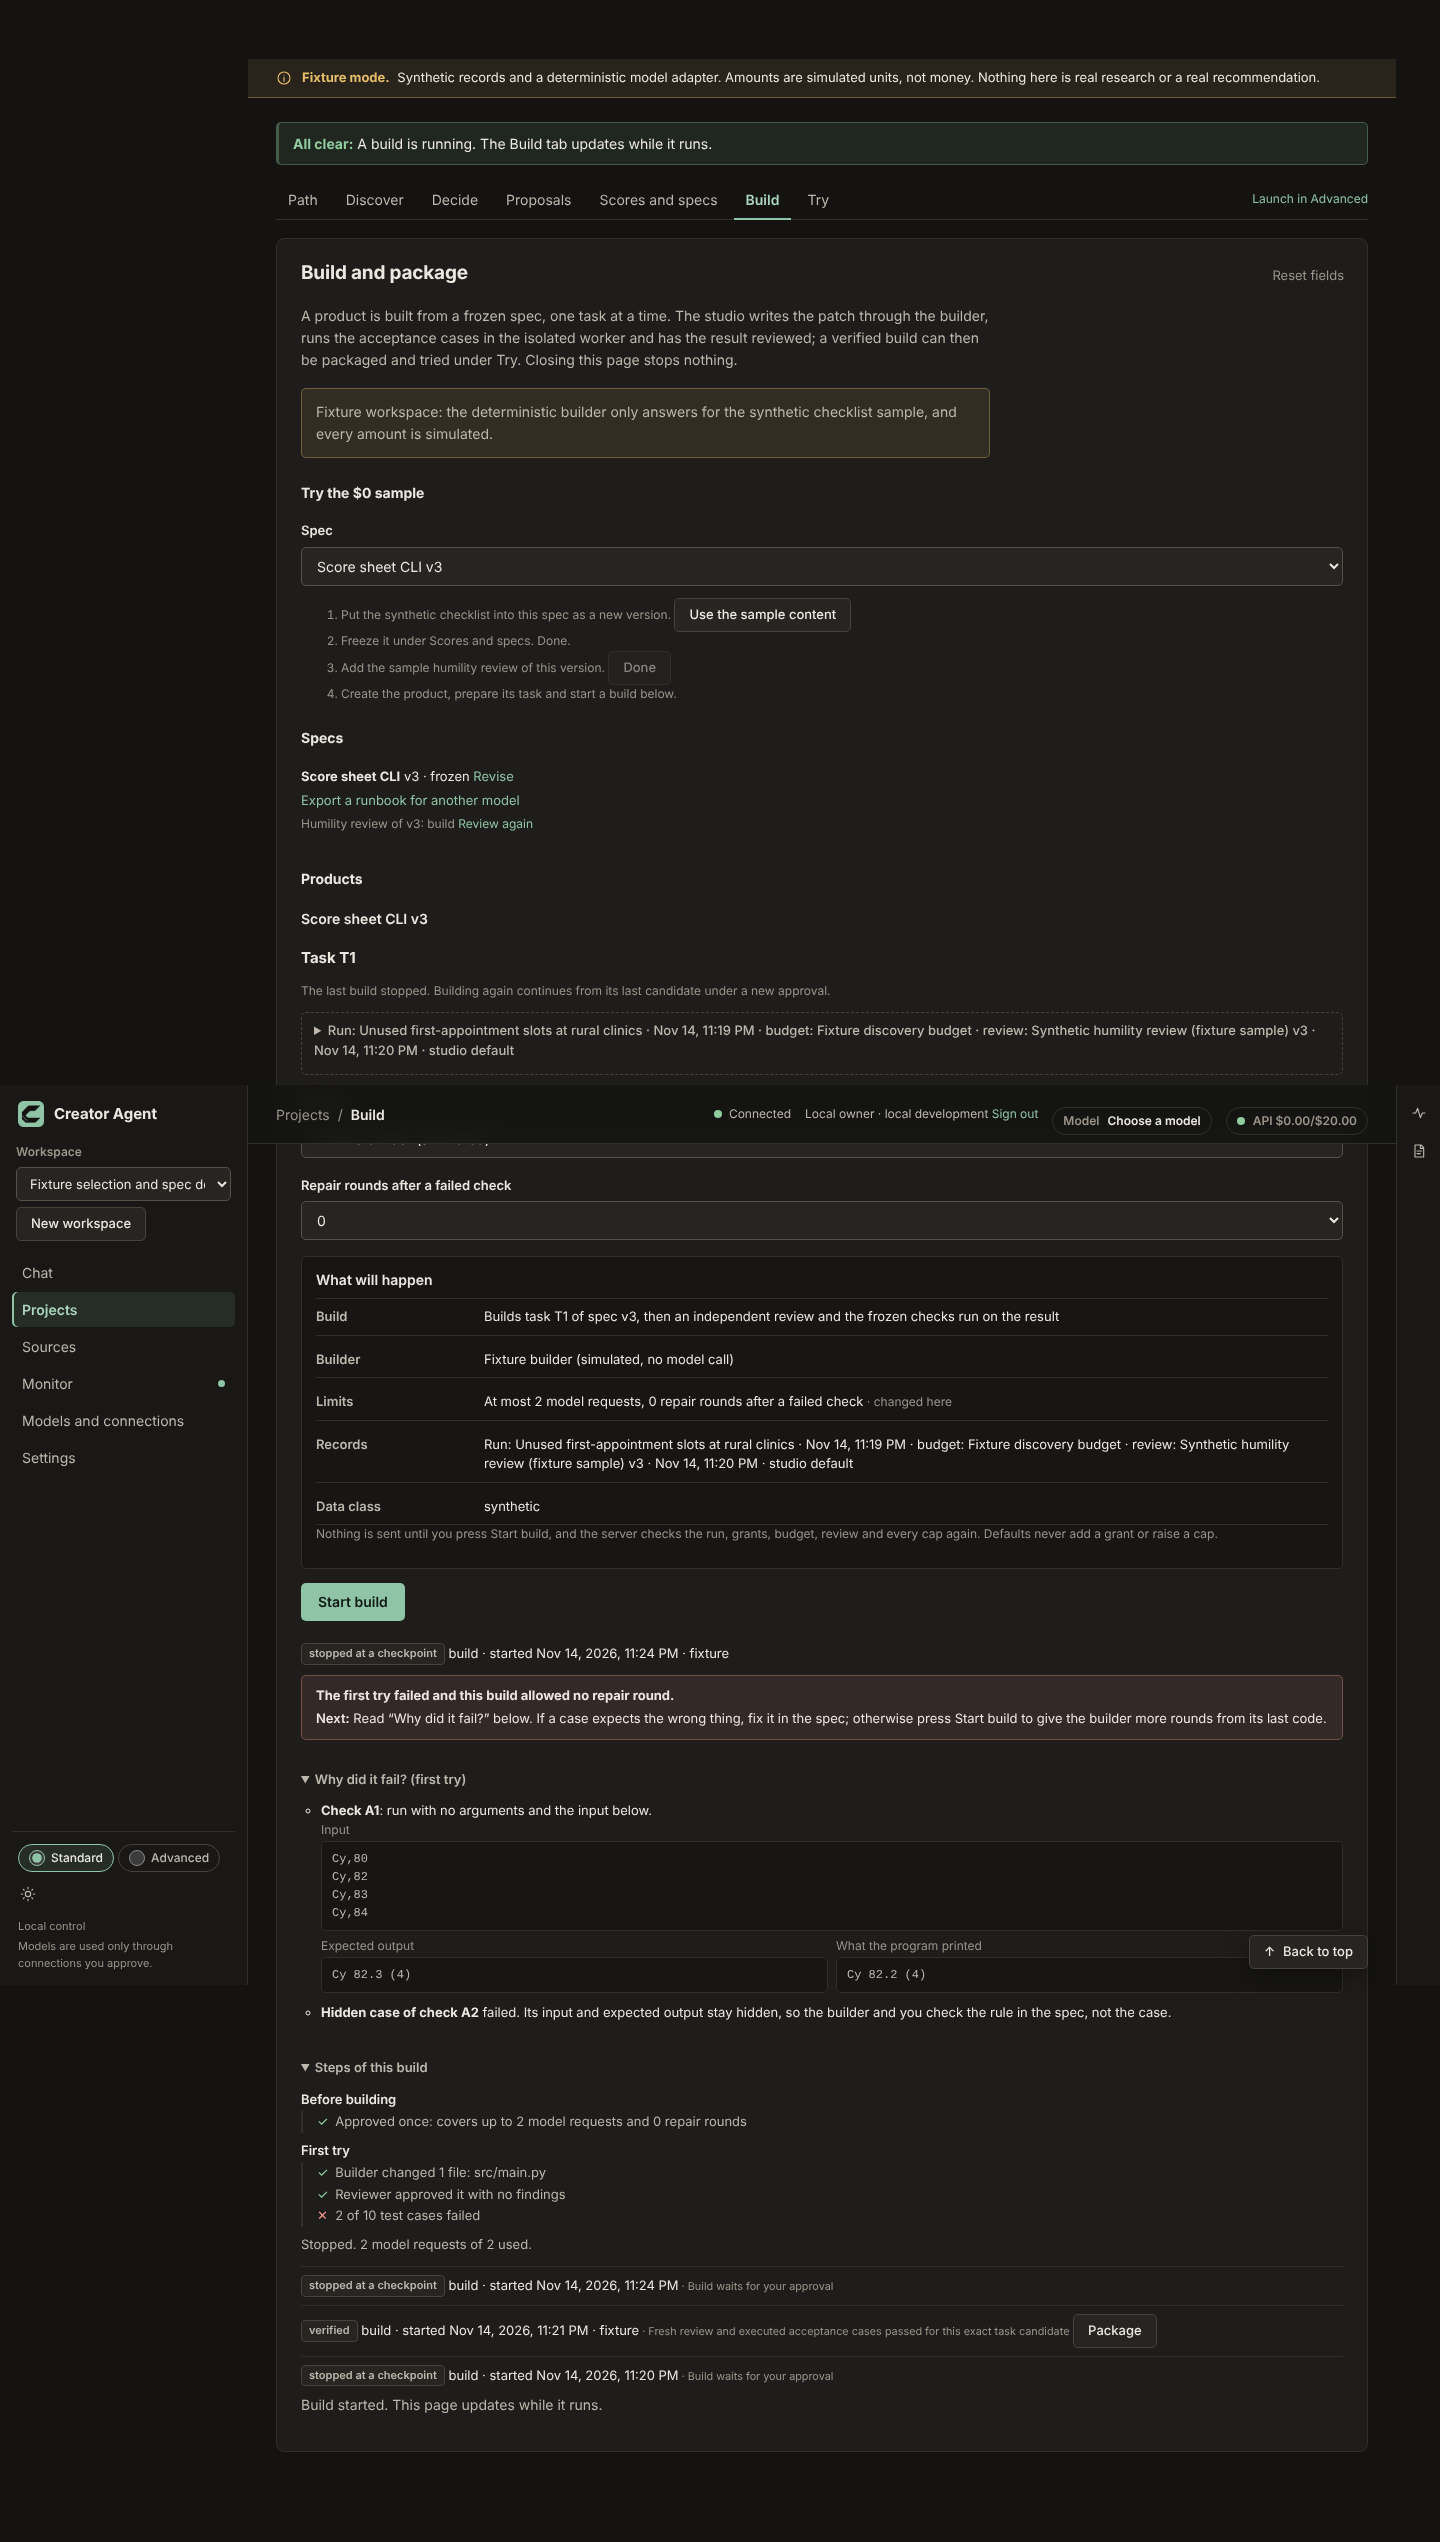 Fixture mode. Synthetic records and a deterministic model adapter. Amounts are simulated units, not money. Nothing here is real research or a real recommendation.
All clear: A build is running. The Build tab updates while it runs.
Path Discover Decide Proposals Scores and specs Build Try Launch in Advanced
Build and package
Reset fields
A product is built from a frozen spec, one task at a time. The studio writes the patch through the builder,
runs the acceptance cases in the isolated worker and has the result reviewed; a verified build can then
be packaged and tried under Try. Closing this page stops nothing.
Fixture workspace: the deterministic builder only answers for the synthetic checklist sample, and
every amount is simulated.
Try the $0 sample
Spec
Score sheet CLI v3
1. Put the synthetic checklist into this spec as a new version. Use the sample content
2. Freeze it under Scores and specs. Done.
3. Add the sample humility review of this version. Done
4. Create the product, prepare its task and start a build below.
Specs
Score sheet CLI v3 · frozen Revise
Export a runbook for another model
Humility review of v3: build Review again
Products
Score sheet CLI v3
Task T1
The last build stopped. Building again continues from its last candidate under a new approval.
Run: Unused first-appointment slots at rural clinics · Nov 14, 11:19 PM · budget: Fixture discovery budget · review: Synthetic humility review (fixture sample) v3 ·
Nov 14, 11:20 PM · studio default
Creator Agent
Workspace
Fixture selection and spec d
New workspace
Chat
Projects
Sources
Monitor
Models and connections
Settings
Standard Advanced
Local control
Models are used only through
connections you approve.
Projects / Build
Connected Local owner · local development Sign out Model Choose a model API $0.00/$20.00
Repair rounds after a failed check
0
What will happen
Build Builds task T1 of spec v3, then an independent review and the frozen checks run on the result
Builder Fixture builder (simulated, no model call)
Limits At most 2 model requests, 0 repair rounds after a failed check · changed here
Records Run: Unused first-appointment slots at rural clinics · Nov 14, 11:19 PM · budget: Fixture discovery budget · review: Synthetic humility
review (fixture sample) v3 · Nov 14, 11:20 PM · studio default
Data class synthetic
Nothing is sent until you press Start build, and the server checks the run, grants, budget, review and every cap again. Defaults never add a grant or raise a cap.
Start build
stopped at a checkpoint build · started Nov 14, 2026, 11:24 PM · fixture
The first try failed and this build allowed no repair round.
Next: Read “Why did it fail?” below. If a case expects the wrong thing, fix it in the spec; otherwise press Start build to give the builder more rounds from its last code.
Why did it fail? (first try)
Check A1: run with no arguments and the input below.
Input
Cy,80
Cy,82
Cy,83
Cy,84
Expected output What the program printed
Cy 82.3 (4) Cy 82.2 (4)
↑ Back to top
Hidden case of check A2 failed. Its input and expected output stay hidden, so the builder and you check the rule in the spec, not the case.
Steps of this build
Before building
✓ Approved once: covers up to 2 model requests and 0 repair rounds
First try
✓ Builder changed 1 file: src/main.py
✓ Reviewer approved it with no findings
✕ 2 of 10 test cases failed
Stopped. 2 model requests of 2 used.
stopped at a checkpoint build · started Nov 14, 2026, 11:24 PM · Build waits for your approval
verified build · started Nov 14, 2026, 11:21 PM · fixture · Fresh review and executed acceptance cases passed for this exact task candidate Package
stopped at a checkpoint build · started Nov 14, 2026, 11:20 PM · Build waits for your approval
Build started. This page updates while it runs.